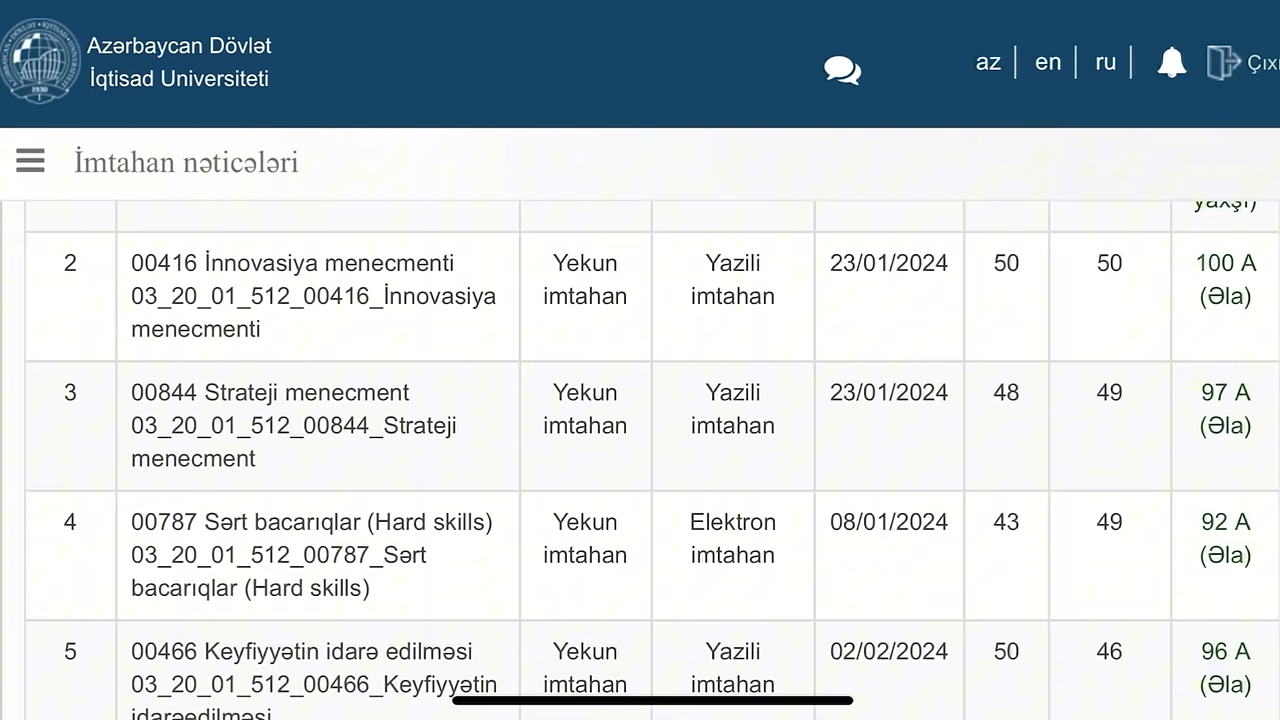 Azərbaycan Dövlət
İqtisad Universiteti
az | en | ru |
İmtahan nəticələri
yaxşı)
2 00416 İnnovasiya menecmenti Yekun Yazili 23/01/2024 50 50 100 A
03_20_01_512_00416_İnnovasiya imtahan imtahan (Əla)
menecmenti
3 00844 Strateji menecment Yekun Yazili 23/01/2024 48 49 97 A
03_20_01_512_00844_Strateji imtahan imtahan (Əla)
menecment
4 00787 Sərt bacarıqlar (Hard skills) Yekun Elektron 08/01/2024 43 49 92 A
03_20_01_512_00787_Sərt imtahan imtahan (Əla)
bacarıqlar (Hard skills)
5 00466 Keyfiyyətin idarə edilməsi Yekun Yazili 02/02/2024 50 46 96 A
03_20_01_512_00466_Keyfiyyətin imtahan imtahan (Əla)
idarəedilməsi